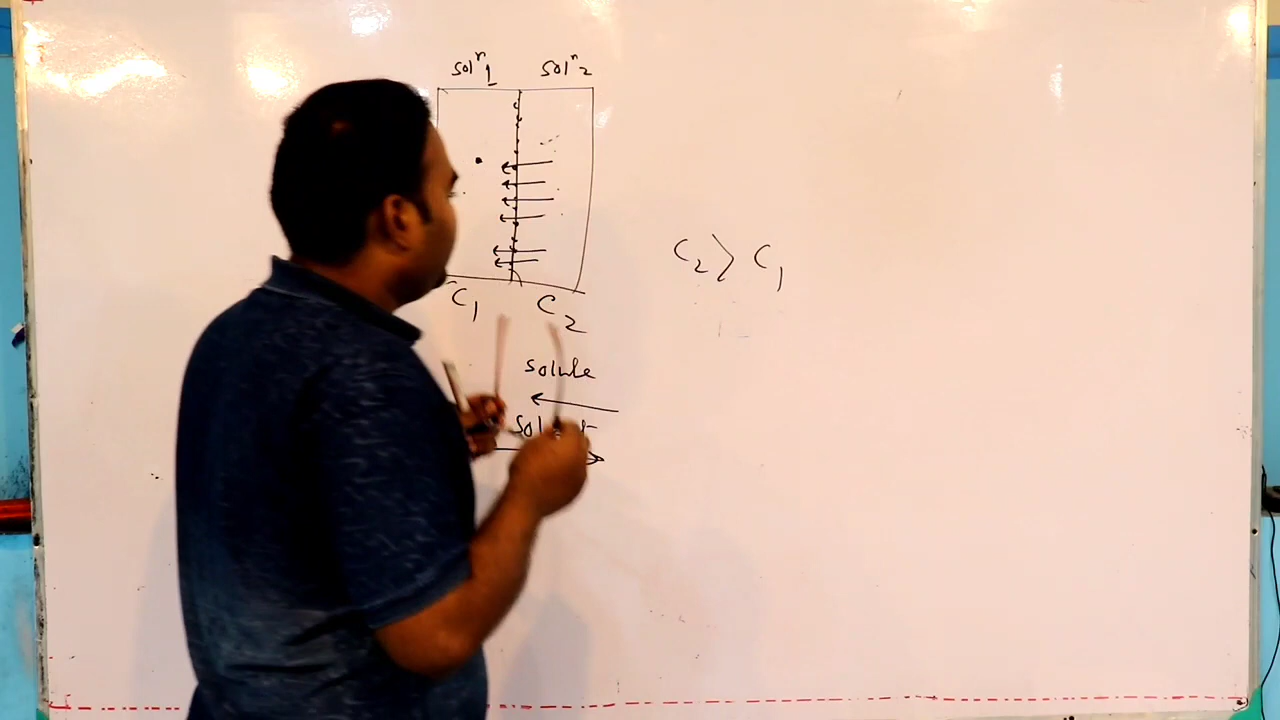 solⁿ1 solⁿ2
C₂ > C₁
C₁ C₂
solute